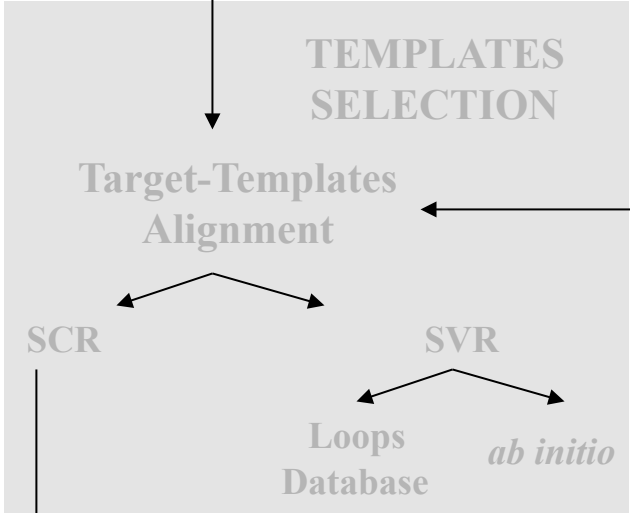 TEMPLATES
SELECTION
Target-Templates
Alignment
SCR
SVR
Loops
Database
ab initio